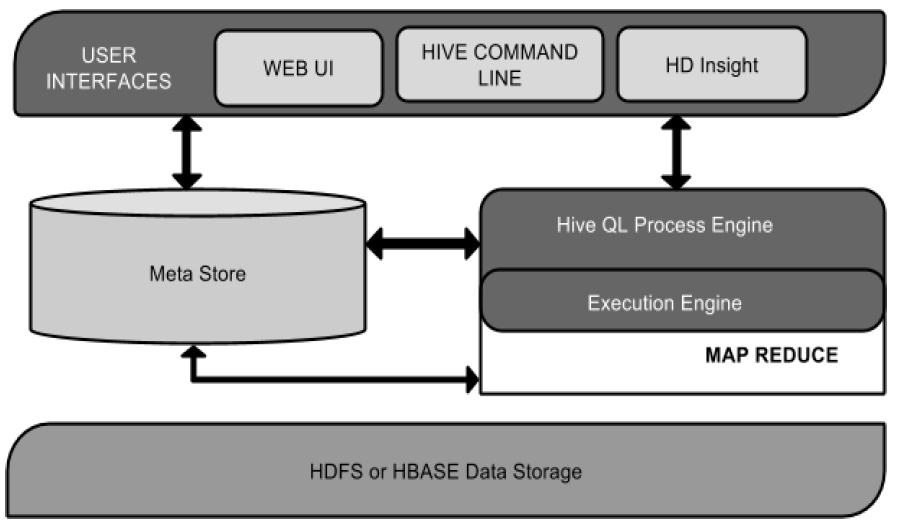 USER
INTERFACES
WEB UI
HIVE COMMAND
LINE
HD Insight
Meta Store
Hive QL Process Engine
Execution Engine
MAP REDUCE
HDFS or HBASE Data Storage